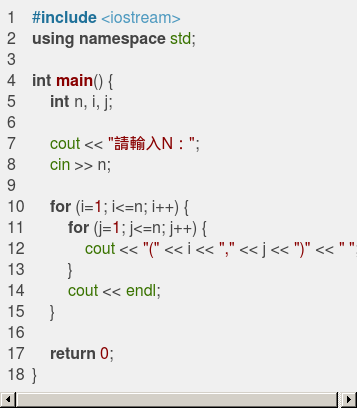 1 #include <iostream>
2 using namespace std;
3
4 int main() {
5 int n, i, j;
6
7 cout << "請輸入N：";
8 cin >> n;
9
10 for (i=1; i<=n; i++) {
11 for (j=1; j<=n; j++) {
12 cout << "(" << i << "," << j << ")" << " "
13 }
14 cout << endl;
15 }
16
17 return 0;
18 }